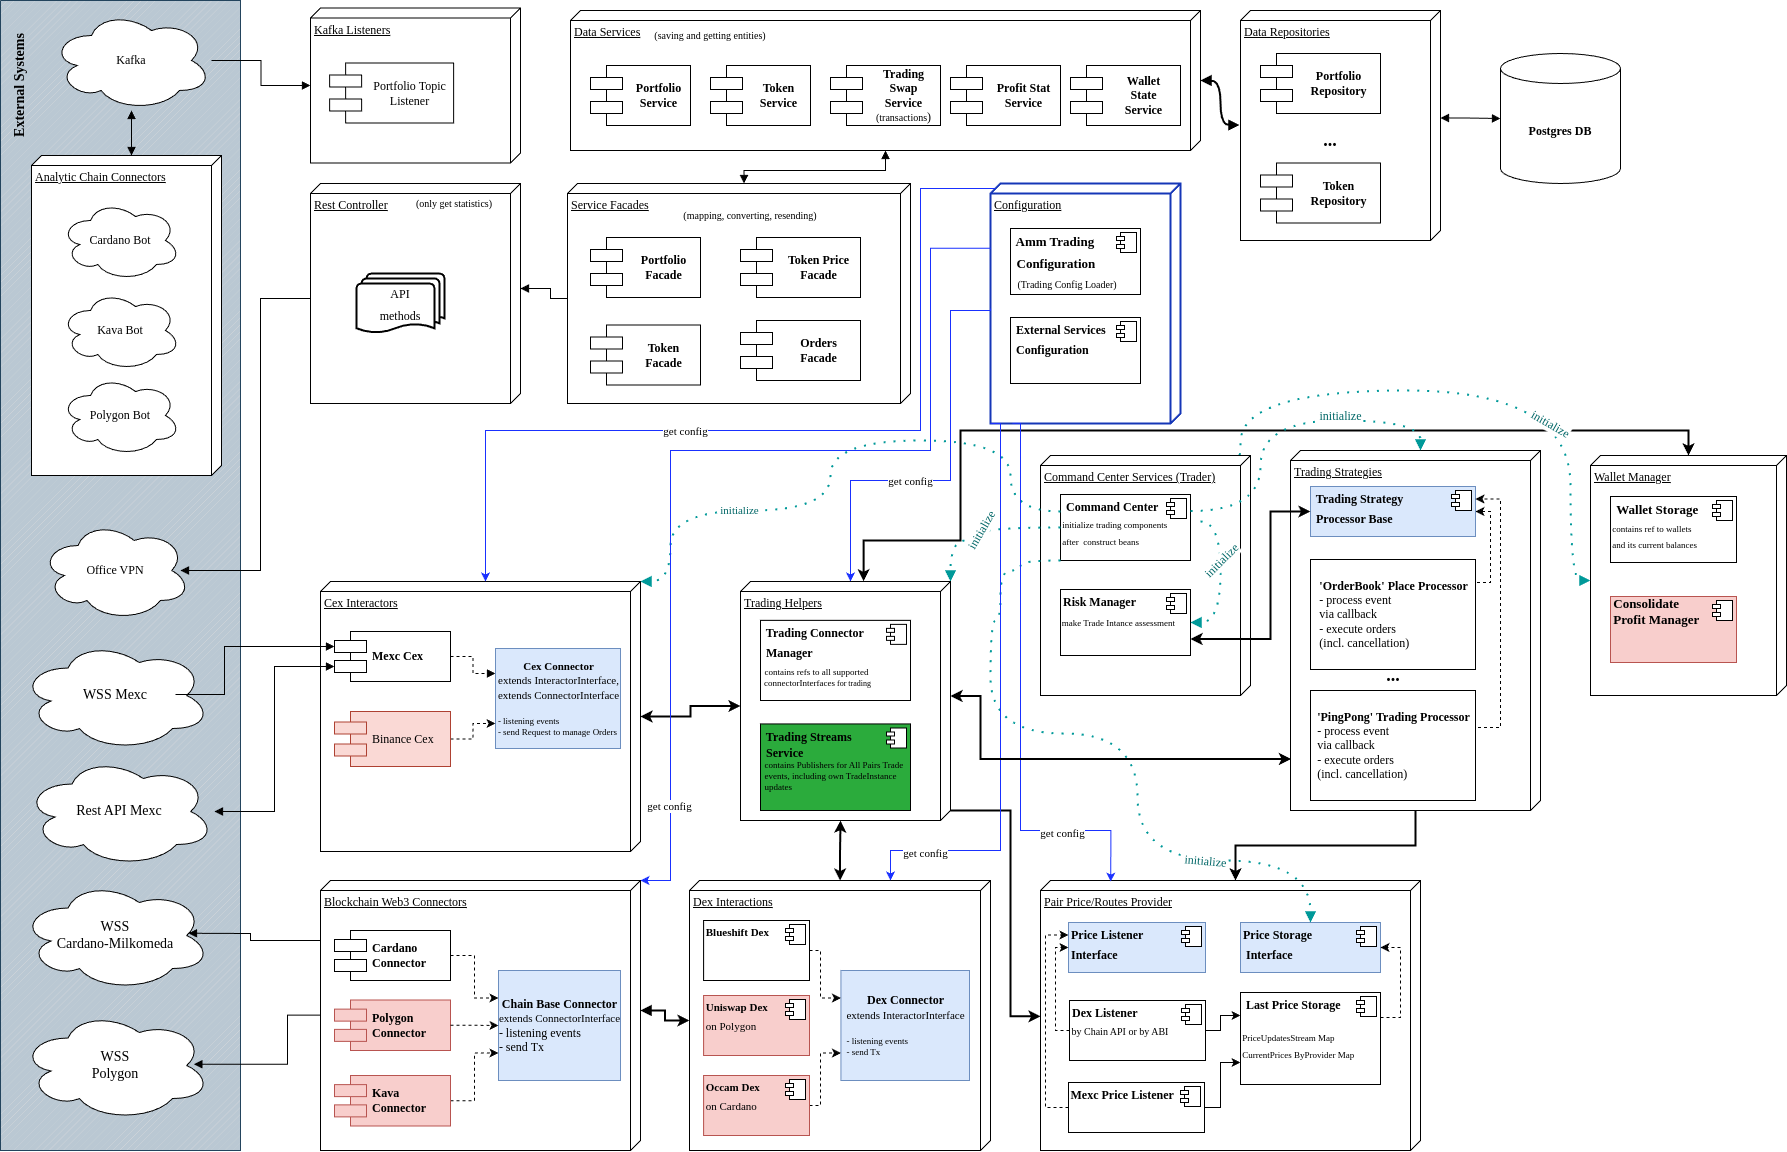 External Systems
Kafka
Analytic Chain Connectors
Cardano Bot
Kava Bot
Polygon Bot
Office VPN
WSS Mexc
Rest API Mexc
WSS
Cardano-Milkomeda
WSS
Polygon
Kafka Listeners
Portfolio Topic
Listener
Data Services
(saving and getting entities)
Portfolio
Service
Token
Service
Trading
Swap
Service
(transactions)
Profit Stat
Service
Wallet
State
Service
Data Repositories
Portfolio
Repository
...
Token
Repository
Postgres DB
Rest Controller
(only get statistics)
API
methods
Service Facades
(mapping, converting, resending)
Portfolio
Facade
Token Price
Facade
Token
Facade
Orders
Facade
Configuration
Amm Trading
Configuration
(Trading Config Loader)
External Services
Configuration
get config
get config
get config
get config
get config
initialize
initialize
initialize
initialize
initialize
initialize
Command Center Services (Trader)
Command Center
initialize trading components
after construct beans
Risk Manager
make Trade Intance assessment
Trading Strategies
Trading Strategy
Processor Base
'OrderBook' Place Processor
- process event
via callback
- execute orders
(incl. cancellation)
...
'PingPong' Trading Processor
- process event
via callback
- execute orders
(incl. cancellation)
Wallet Manager
Wallet Storage
contains ref to wallets
and its current balances
Consolidate
Profit Manager
Cex Interactors
Mexc Cex
Binance Cex
Cex Connector
extends InteractorInterface,
extends ConnectorInterface
- listening events
- send Request to manage Orders
Trading Helpers
Trading Connector
Manager
contains refs to all supported
connectorInterfaces for trading
Trading Streams
Service
contains Publishers for All Pairs Trade
events, including own TradeInstance
updates
Blockchain Web3 Connectors
Cardano
Connector
Polygon
Connector
Kava
Connector
Chain Base Connector
extends ConnectorInterface
- listening events
- send Tx
Dex Interactions
Blueshift Dex
Uniswap Dex
on Polygon
Occam Dex
on Cardano
Dex Connector
extends InteractorInterface
- listening events
- send Tx
Pair Price/Routes Provider
Price Listener
Interface
Price Storage
Interface
Dex Listener
by Chain API or by ABI
Last Price Storage
PriceUpdatesStream Map
CurrentPrices ByProvider Map
Mexc Price Listener